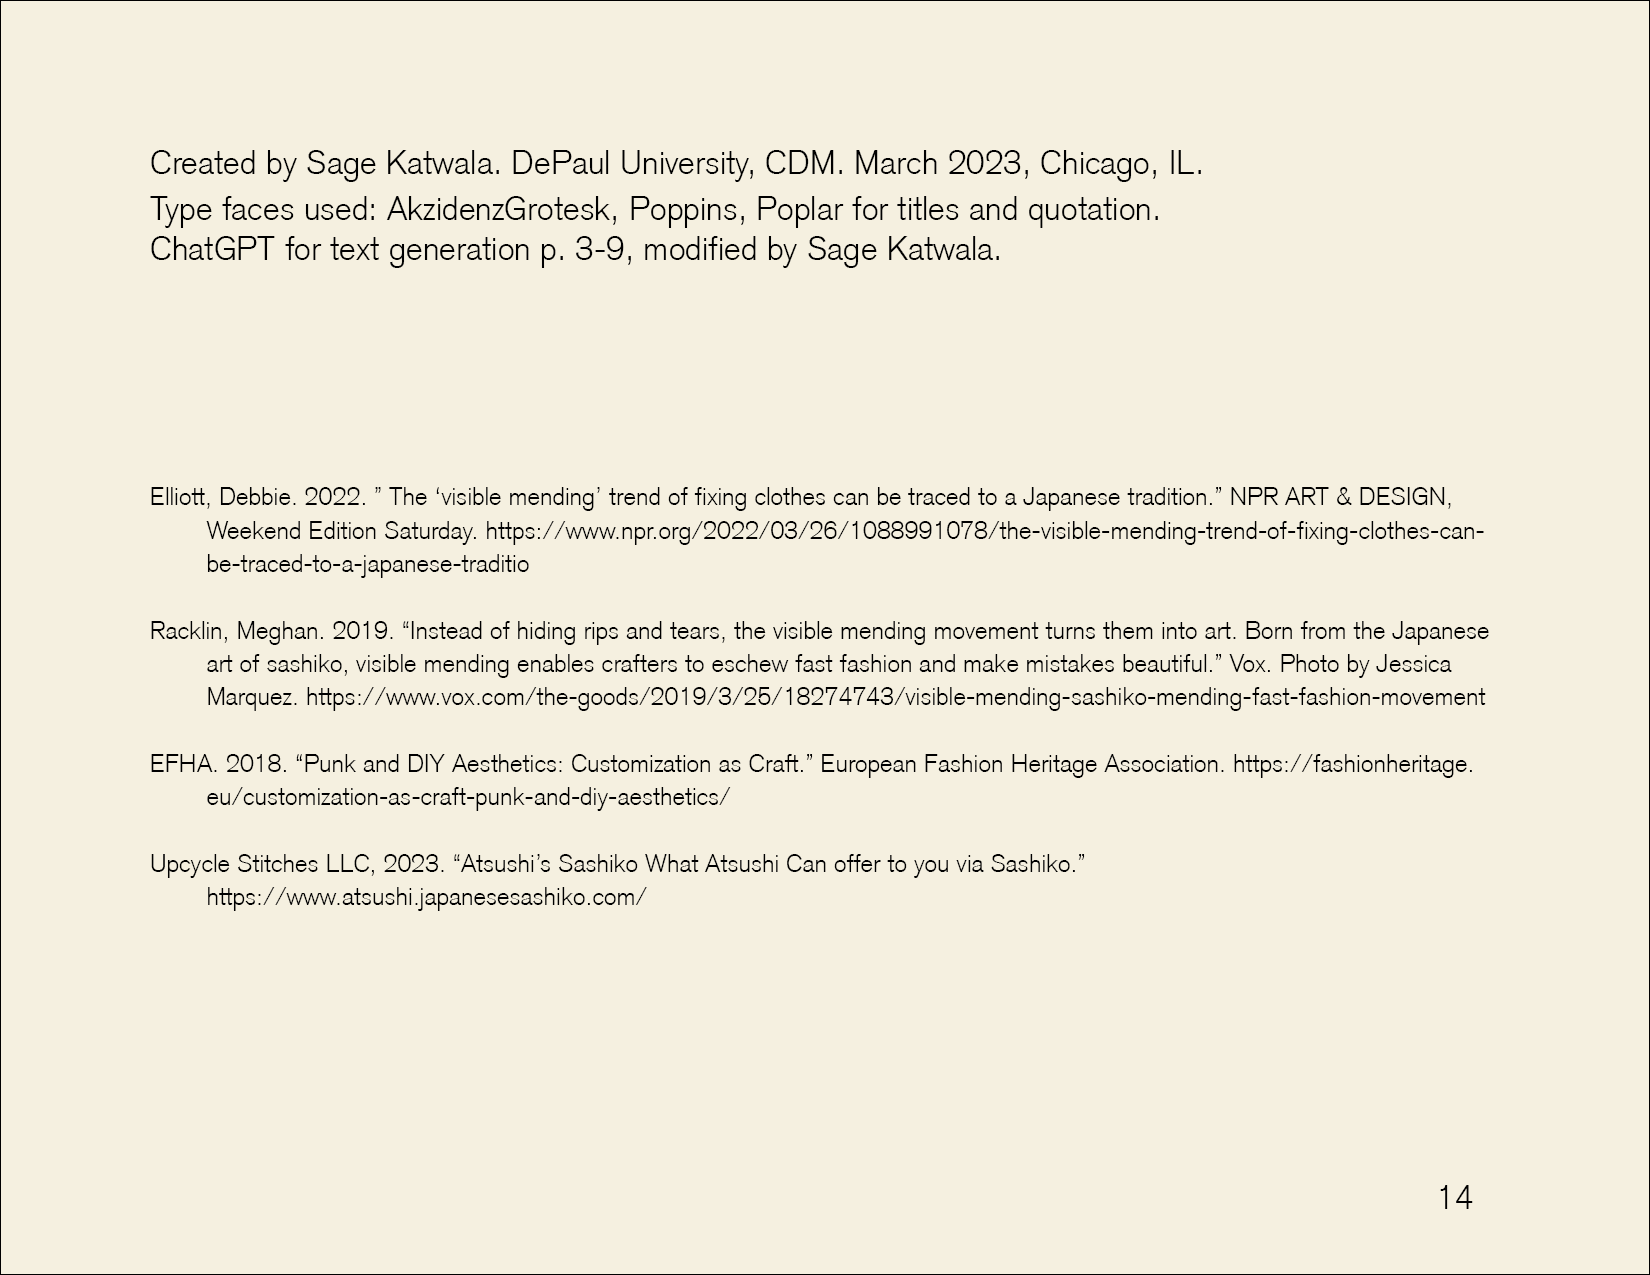 Created by Sage Katwala. DePaul University, CDM. March 2023, Chicago, IL.
Type faces used: AkzidenzGrotesk, Poppins, Poplar for titles and quotation.
ChatGPT for text generation p. 3-9, modified by Sage Katwala.
Elliott, Debbie. 2022. ” The ‘visible mending’ trend of fixing clothes can be traced to a Japanese tradition.” NPR ART & DESIGN,
Weekend Edition Saturday. https://www.npr.org/2022/03/26/1088991078/the-visible-mending-trend-of-fixing-clothes-can-
be-traced-to-a-japanese-traditio
Racklin, Meghan. 2019. “Instead of hiding rips and tears, the visible mending movement turns them into art. Born from the Japanese
art of sashiko, visible mending enables crafters to eschew fast fashion and make mistakes beautiful.” Vox. Photo by Jessica
Marquez. https://www.vox.com/the-goods/2019/3/25/18274743/visible-mending-sashiko-mending-fast-fashion-movement
EFHA. 2018. “Punk and DIY Aesthetics: Customization as Craft.” European Fashion Heritage Association. https://fashionheritage.
eu/customization-as-craft-punk-and-diy-aesthetics/
Upcycle Stitches LLC, 2023. “Atsushi’s Sashiko What Atsushi Can offer to you via Sashiko.”
https://www.atsushi.japanesesashiko.com/
14